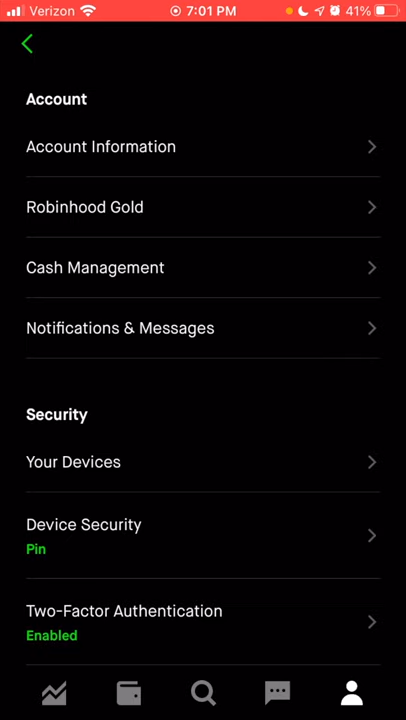 Verizon 7:01 PM 41%
Account
Account Information
Robinhood Gold
Cash Management
Notifications & Messages
Security
Your Devices
Device Security
Pin
Two-Factor Authentication
Enabled